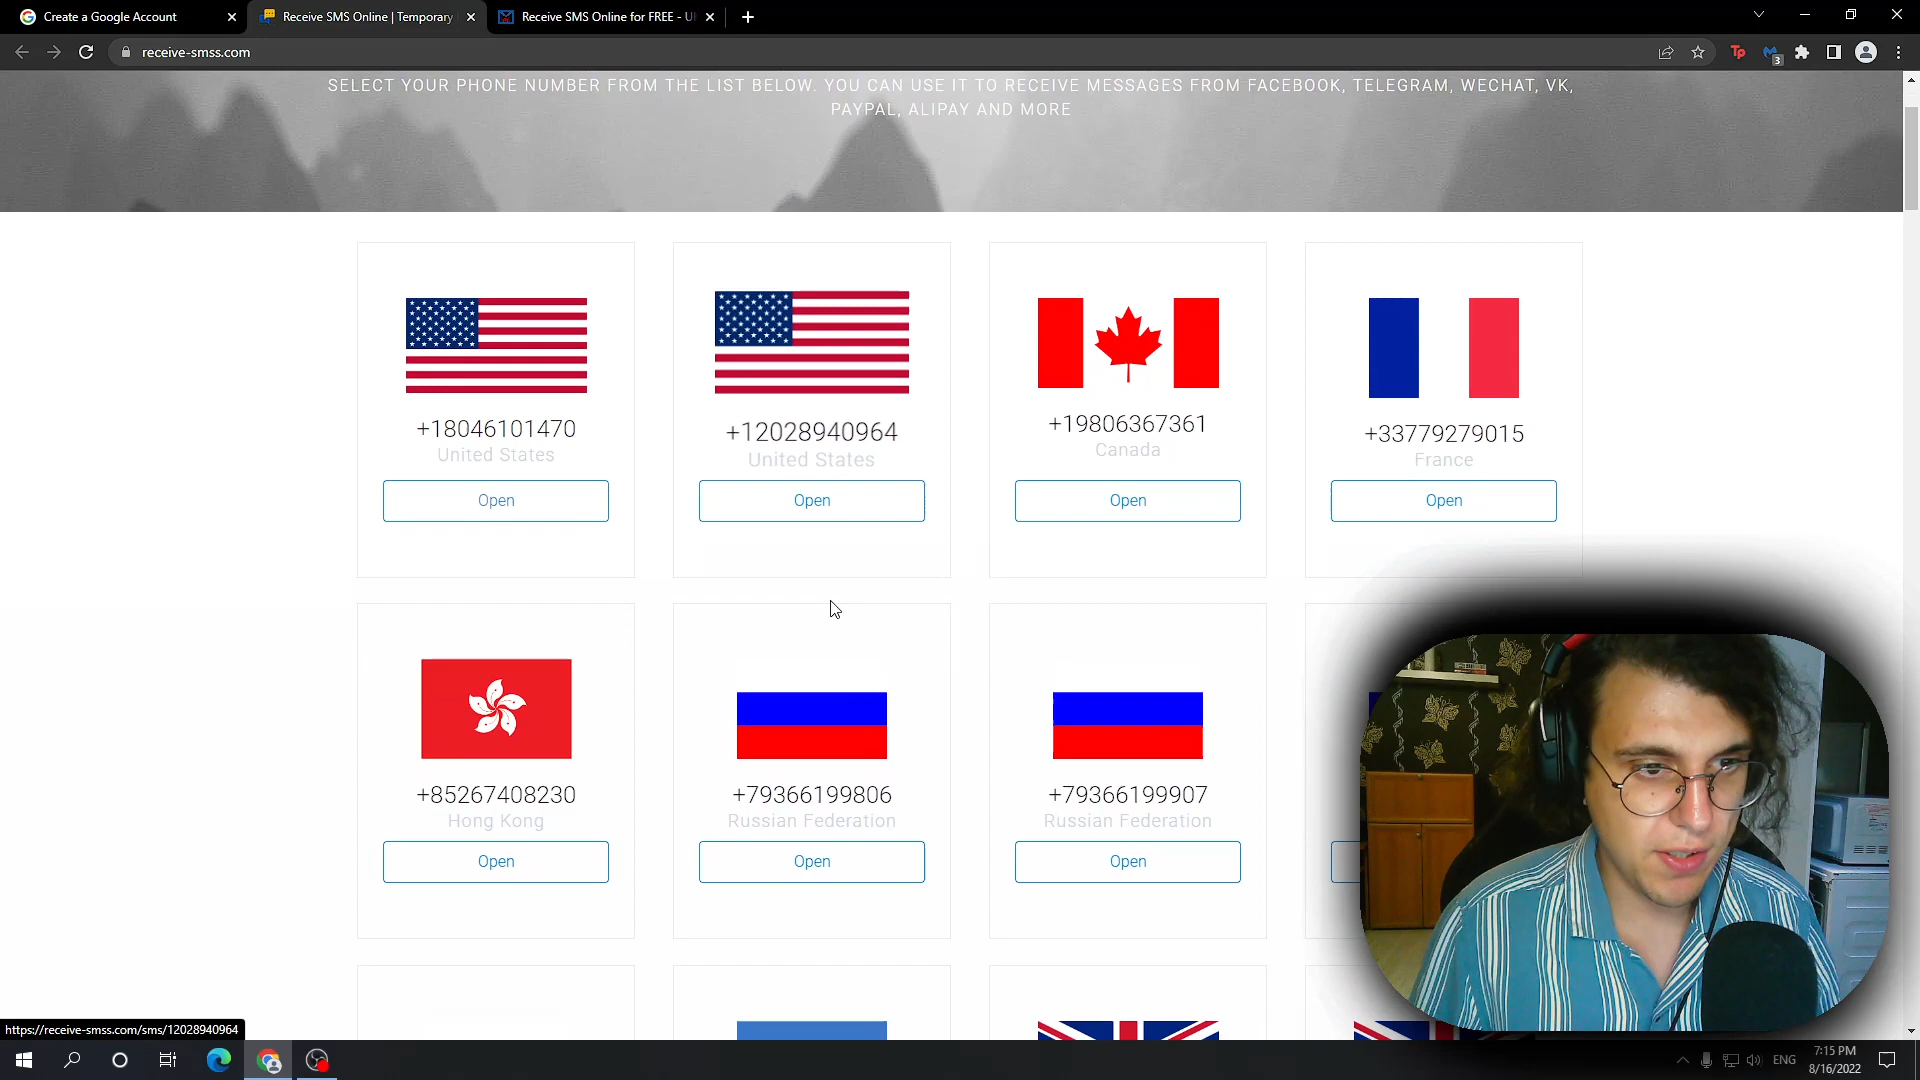 Create a Google Account
Receive SMS Online | Temporary
Receive SMS Online for FREE - U
receive-smss.com
3
SELECT YOUR PHONE NUMBER FROM THE LIST BELOW. YOU CAN USE IT TO RECEIVE MESSAGES FROM FACEBOOK, TELEGRAM, WECHAT, VK,
PAYPAL, ALIPAY AND MORE
+18046101470
United States
Open
+12028940964
United States
Open
+19806367361
Canada
Open
+33779279015
France
Open
+85267408230
Hong Kong
Open
+79366199806
Russian Federation
Open
+79366199907
Russian Federation
Open
https://receive-smss.com/sms/12028940964
ENG
7:15 PM
8/16/2022